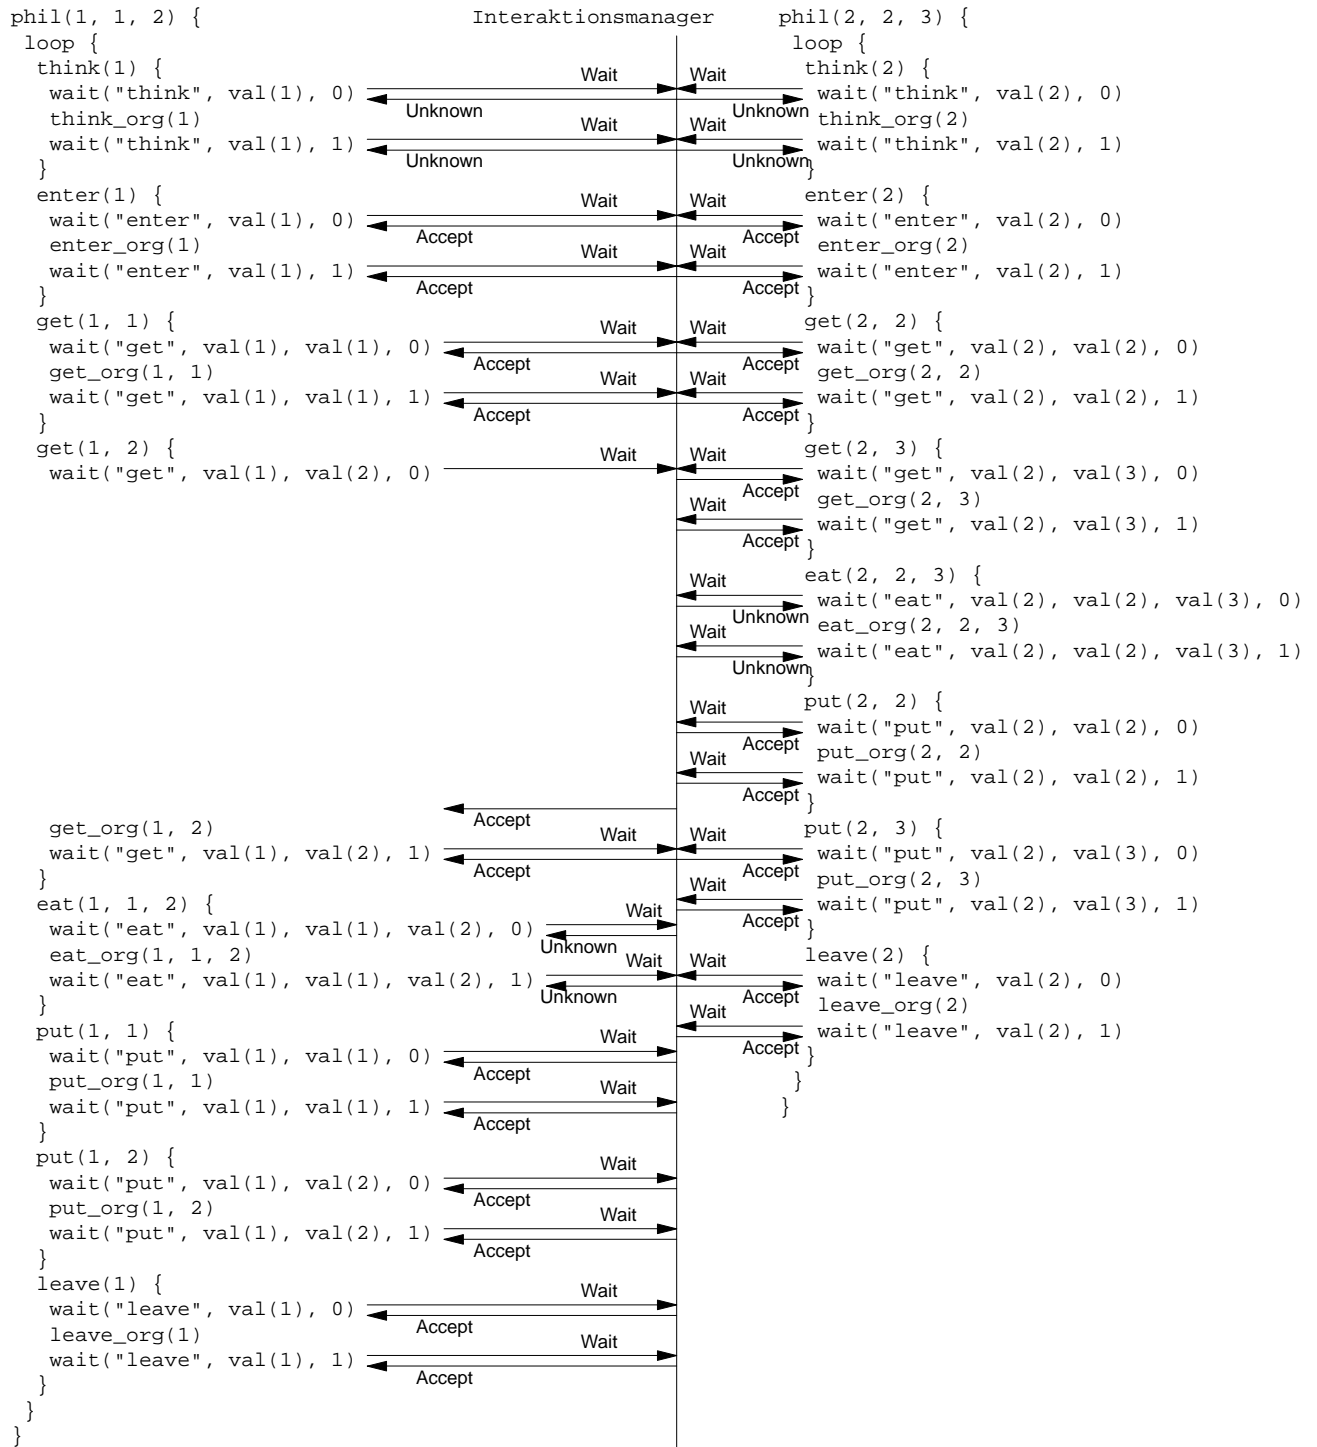 phil(1, 1, 2) { Interaktionsmanager phil(2, 2, 3) {
loop { loop {
think(1) { Wait Wait think(2) {
wait("think", val(1), 0) wait("think", val(2), 0)
Unknown Unknown
think_org(1) Wait Wait think_org(2)
wait("think", val(1), 1) wait("think", val(2), 1)
Unknown Unknown
} }
enter(1) { Wait Wait enter(2) {
wait("enter", val(1), 0) wait("enter", val(2), 0)
Accept Accept
enter_org(1) Wait Wait enter_org(2)
wait("enter", val(1), 1) wait("enter", val(2), 1)
Accept Accept
} }
get(1, 1) { Wait Wait get(2, 2) {
wait("get", val(1), val(1), 0) wait("get", val(2), val(2), 0)
Accept Accept
get_org(1, 1) Wait Wait get_org(2, 2)
wait("get", val(1), val(1), 1) wait("get", val(2), val(2), 1)
Accept Accept
} }
get(1, 2) { Wait Wait get(2, 3) {
wait("get", val(1), val(2), 0) wait("get", val(2), val(3), 0)
Accept
Wait get_org(2, 3)
wait("get", val(2), val(3), 1)
Accept
}
Wait eat(2, 2, 3) {
wait("eat", val(2), val(2), val(3), 0)
Unknown
Wait eat_org(2, 2, 3)
wait("eat", val(2), val(2), val(3), 1)
Unknown
}
Wait put(2, 2) {
wait("put", val(2), val(2), 0)
Accept
Wait put_org(2, 2)
wait("put", val(2), val(2), 1)
Accept
}
Accept
get_org(1, 2) Wait Wait put(2, 3) {
wait("get", val(1), val(2), 1) wait("put", val(2), val(3), 0)
Accept Accept
} Wait put_org(2, 3)
eat(1, 1, 2) { Wait wait("put", val(2), val(3), 1)
Accept
wait("eat", val(1), val(1), val(2), 0) }
Unknown
eat_org(1, 1, 2) Wait Wait leave(2) {
wait("eat", val(1), val(1), val(2), 1) wait("leave", val(2), 0)
Unknown Accept
} Wait leave_org(2)
put(1, 1) { Wait wait("leave", val(2), 1)
Accept
wait("put", val(1), val(1), 0) }
Accept
put_org(1, 1) Wait }
wait("put", val(1), val(1), 1) }
Accept
}
put(1, 2) { Wait
wait("put", val(1), val(2), 0)
Accept
put_org(1, 2) Wait
wait("put", val(1), val(2), 1)
Accept
}
leave(1) { Wait
wait("leave", val(1), 0)
Accept
leave_org(1) Wait
wait("leave", val(1), 1)
Accept
}
}
}